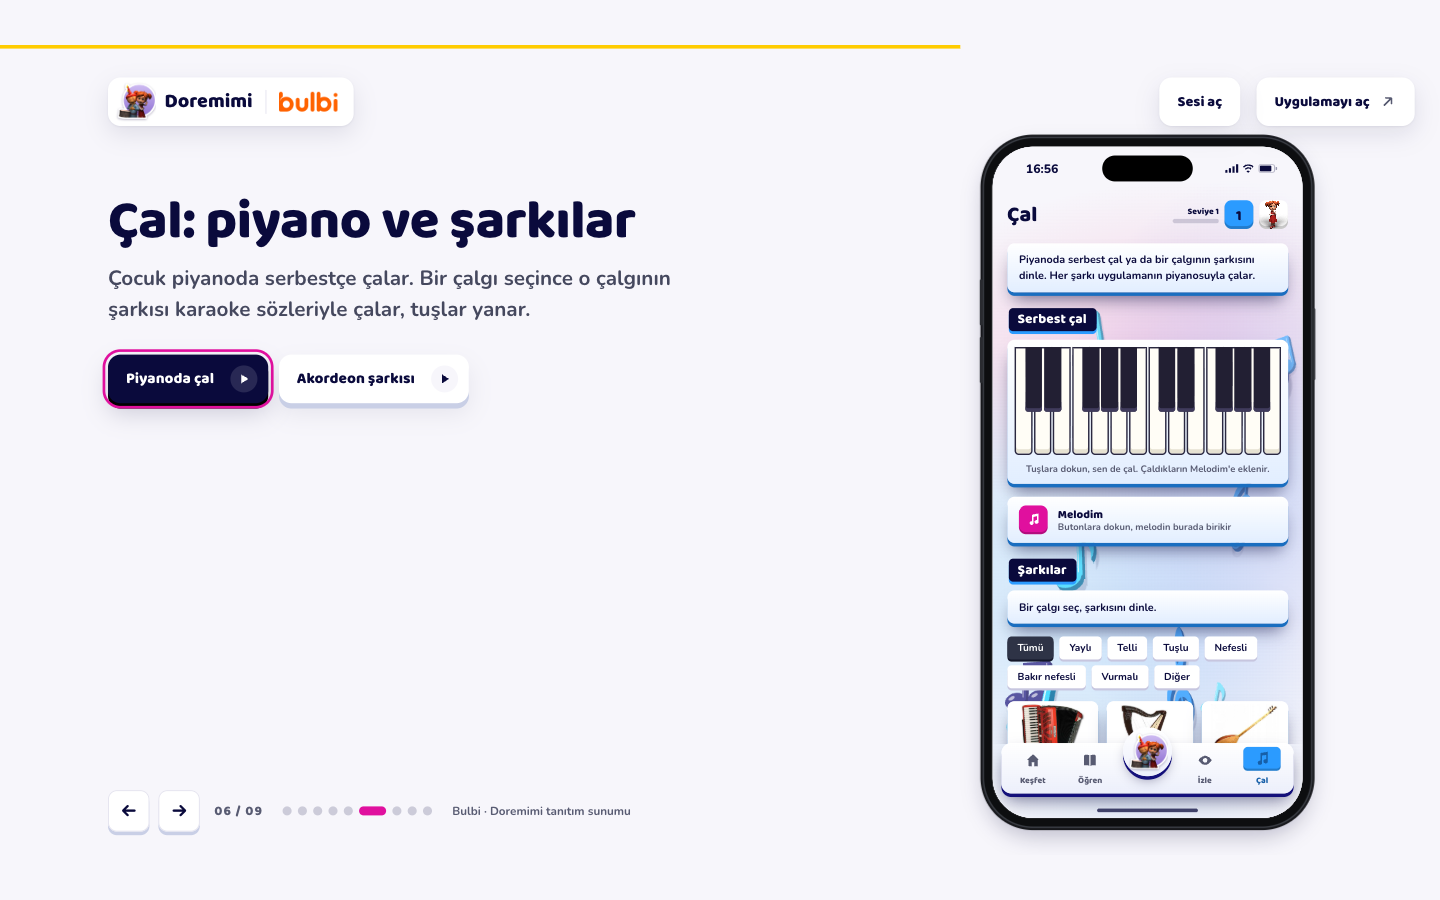 Doremimi
bulbi
Sesi aç
Uygulamayı aç
Çal: piyano ve şarkılar
Çocuk piyanoda serbestçe çalar. Bir çalgı seçince o çalgının
şarkısı karaoke sözleriyle çalar, tuşlar yanar.
Piyanoda çal
Akordeon şarkısı
16:56
Çal
Seviye 1
1
Piyanoda serbest çal ya da bir çalgının şarkısını
dinle. Her şarkı uygulamanın piyanosuyla çalar.
Serbest çal
Tuşlara dokun, sen de çal. Çaldıkların Melodim'e eklenir.
Melodim
Butonlara dokun, melodin burada birikir
Şarkılar
Bir çalgı seç, şarkısını dinle.
Tümü
Yaylı
Telli
Tuşlu
Nefesli
Bakır nefesli
Vurmalı
Diğer
Keşfet
Öğren
İzle
Çal
06 / 09
Bulbi · Doremimi tanıtım sunumu